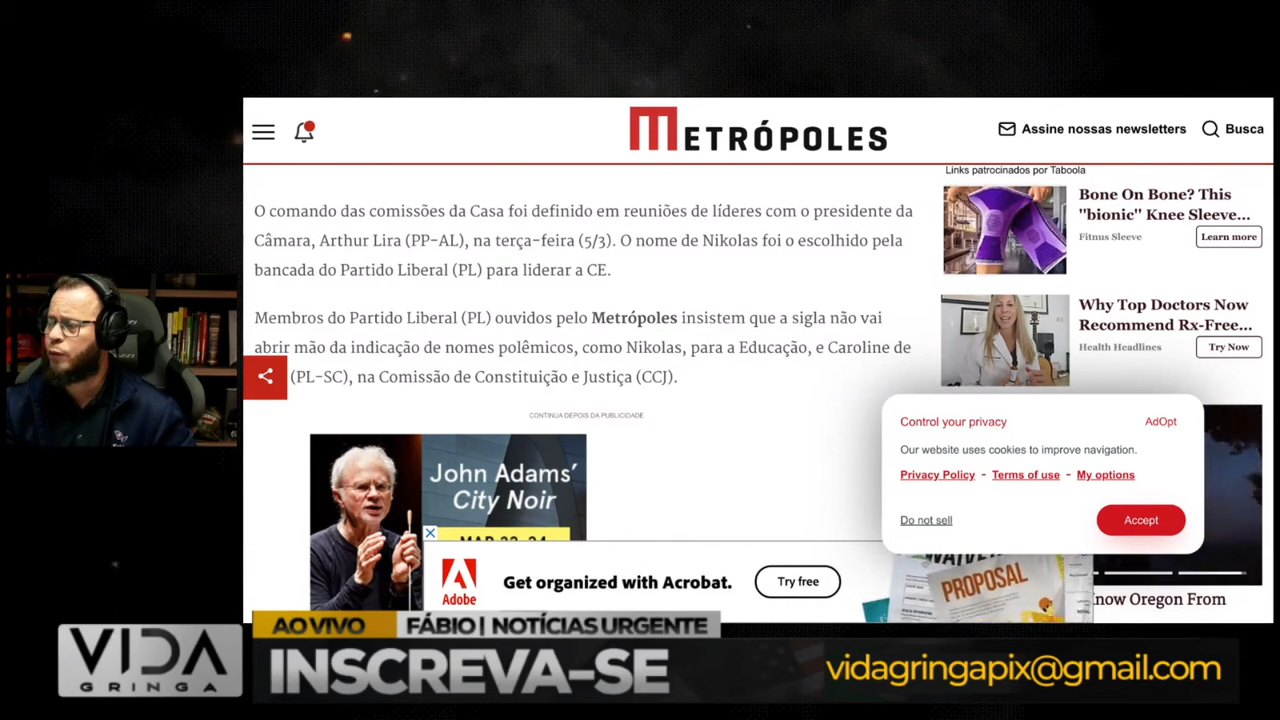 METRÓPOLES
Assine nossas newsletters
Busca
O comando das comissões da Casa foi definido em reuniões de líderes com o presidente da
Câmara, Arthur Lira (PP-AL), na terça-feira (5/3). O nome de Nikolas foi o escolhido pela
bancada do Partido Liberal (PL) para liderar a CE.
Membros do Partido Liberal (PL) ouvidos pelo Metrópoles insistem que a sigla não vai
abrir mão da indicação de nomes polêmicos, como Nikolas, para a Educação, e Caroline de
(PL-SC), na Comissão de Constituição e Justiça (CCJ).
CONTINUA DEPOIS DA PUBLICIDADE
John Adams'
City Noir
Adobe
Get organized with Acrobat.
Try free
PROPOSAL
Links patrocinados por Taboola
Bone On Bone? This
"bionic" Knee Sleeve...
Fitnus Sleeve
Learn more
Why Top Doctors Now
Recommend Rx-Free...
Health Headlines
Try Now
Control your privacy
AdOpt
Our website uses cookies to improve navigation.
Privacy Policy - Terms of use - My options
Do not sell
Accept
Oregon From
AO VIVO
FÁBIO | NOTÍCIAS URGENTE
VIDA
GRINGA
INSCREVA-SE
vidagringapix@gmail.com